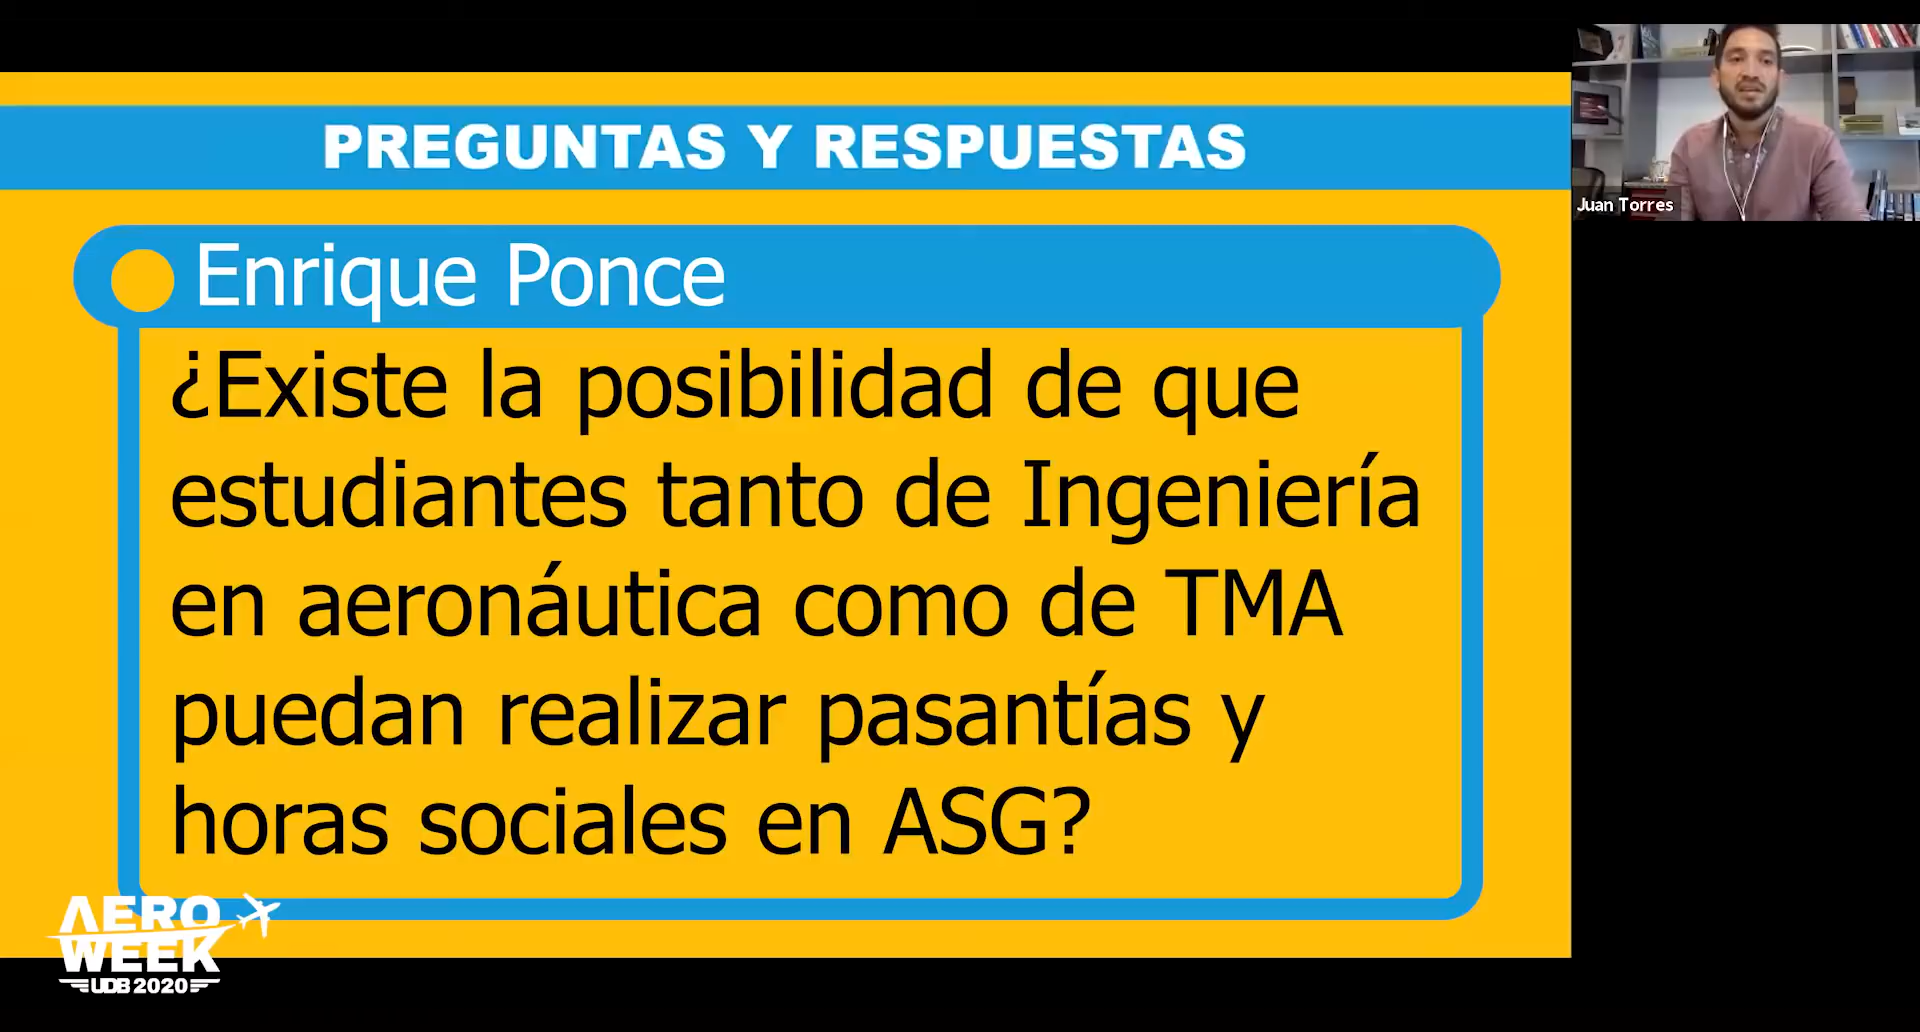 PREGUNTAS Y RESPUESTAS
Juan Torres
Enrique Ponce
¿Existe la posibilidad de que
estudiantes tanto de Ingeniería
en aeronáutica como de TMA
puedan realizar pasantías y
horas sociales en ASG?
AERO
WEEK
UDB 2020